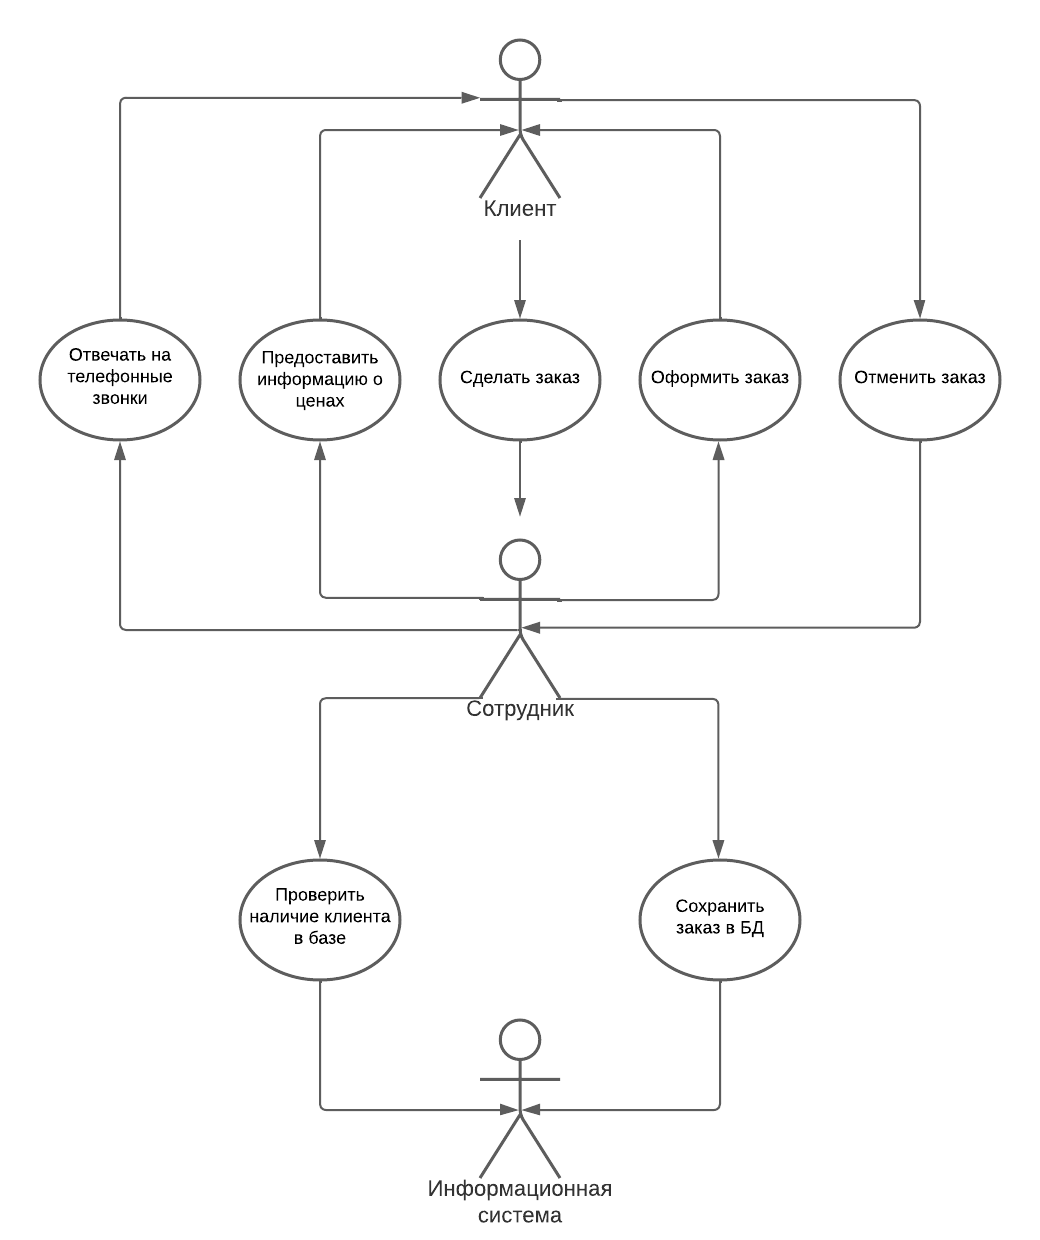 Клиент
Отвечать на
телефонные
звонки
Предоставить
информацию о
ценах
Сделать заказ
Оформить заказ
Отменить заказ
Сотрудник
Проверить
наличие клиента
в базе
Сохранить
заказ в БД
Информационная
система